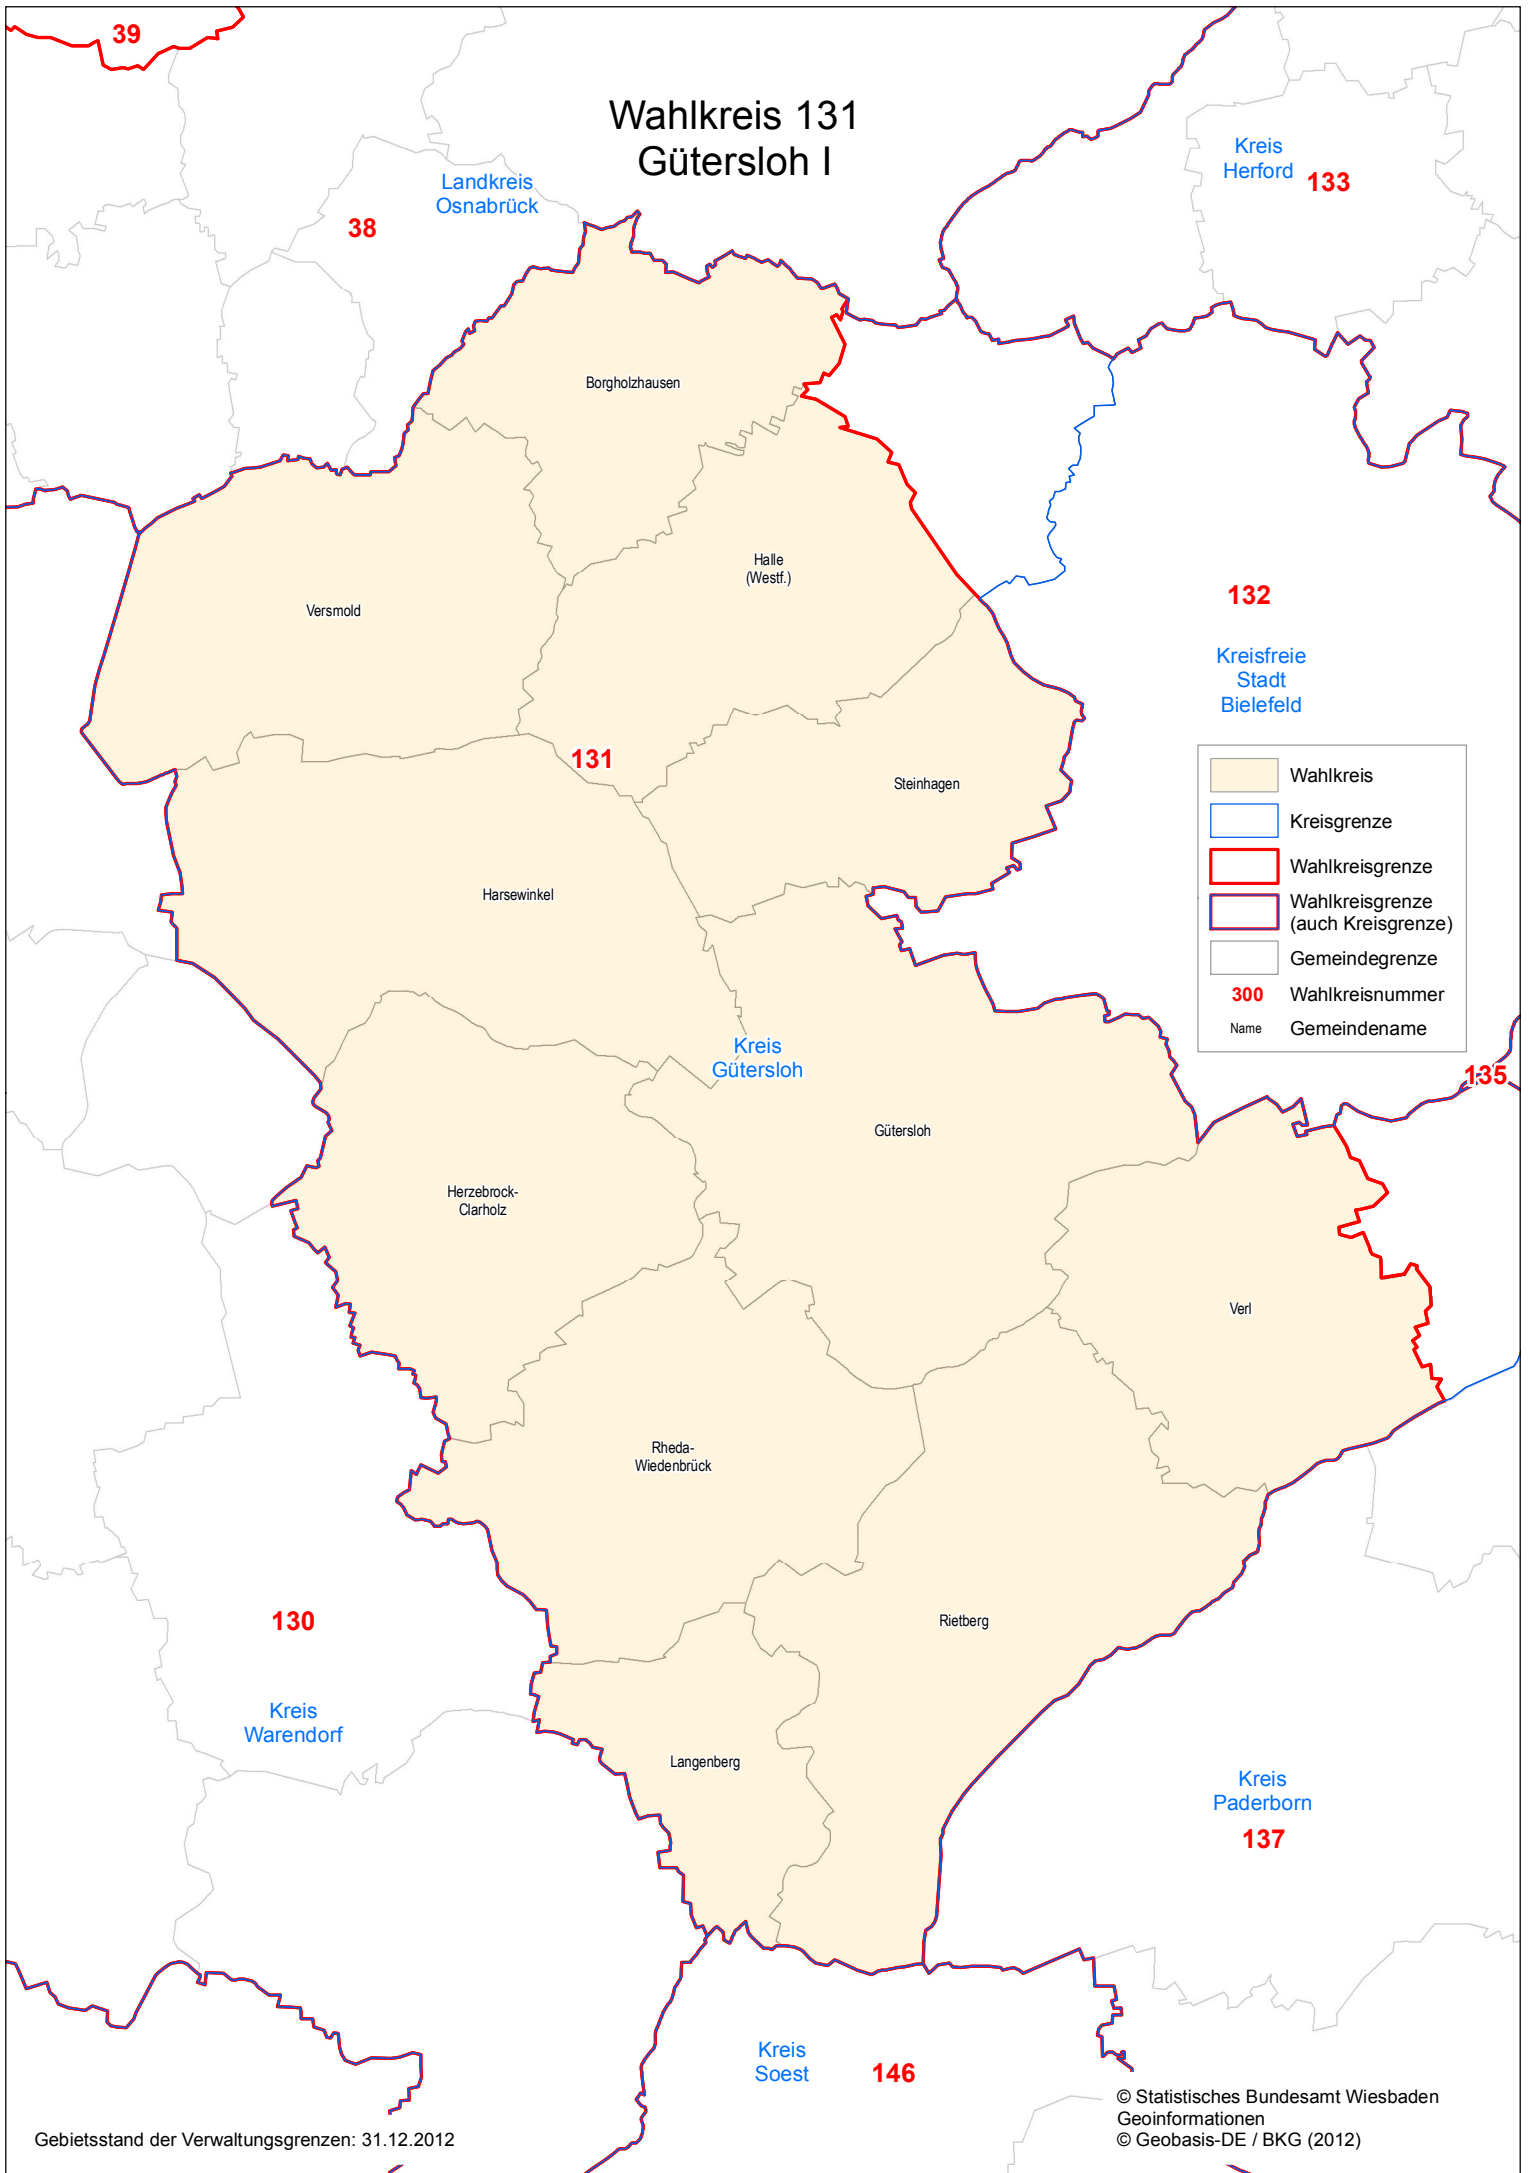 39
Wahlkreis 131
Gütersloh I
Landkreis
Osnabrück
38
Kreis
Herford
133
Borgholzhausen
Halle
(Westf.)
Versmold
132
Kreisfreie
Stadt
Bielefeld
131
Steinhagen
Harsewinkel
Wahlkreis
Kreisgrenze
Wahlkreisgrenze
Wahlkreisgrenze
(auch Kreisgrenze)
Gemeindegrenze
300 Wahlkreisnummer
Name Gemeindename
Kreis
Gütersloh
135
Gütersloh
Herzebrock-
Clarholz
Verl
Rheda-
Wiedenbrück
130
Rietberg
Kreis
Warendorf
Langenberg
Kreis
Paderborn
137
Kreis
Soest
146
Gebietsstand der Verwaltungsgrenzen: 31.12.2012
© Statistisches Bundesamt Wiesbaden
Geoinformationen
© Geobasis-DE / BKG (2012)